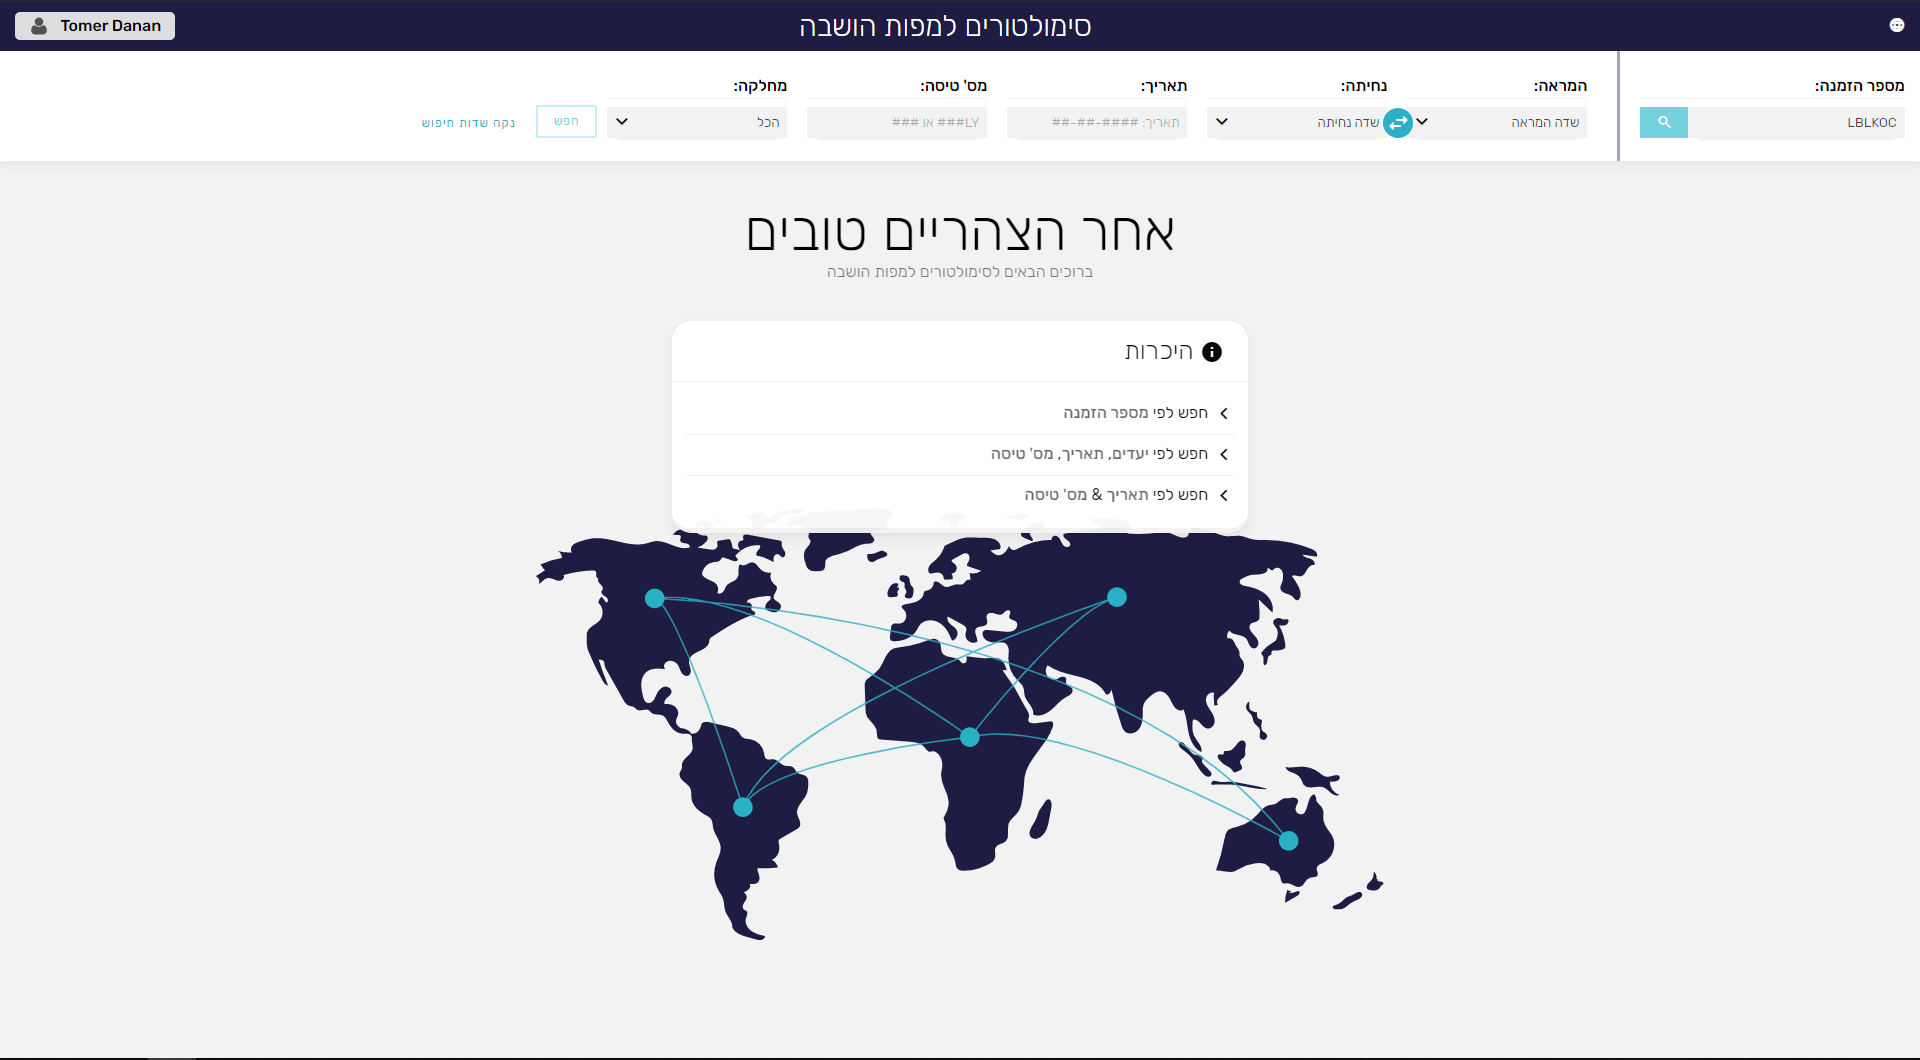 סימולטורים למפות הושבה
Tomer Danan
מספר הזמנה:
המראה:
נחיתה:
תאריך:
מס' טיסה:
מחלקה:
LBLKOC
שדה המראה
שדה נחיתה
תאריך: ####-##-##
LY### או ###
הכל
חפש
נקה שדות חיפוש
אחר הצהריים טובים
ברוכים הבאים לסימולטורים למפות הושבה
היכרות
חפש לפי מספר הזמנה
חפש לפי יעדים, תאריך, מס' טיסה
חפש לפי תאריך & מס' טיסה